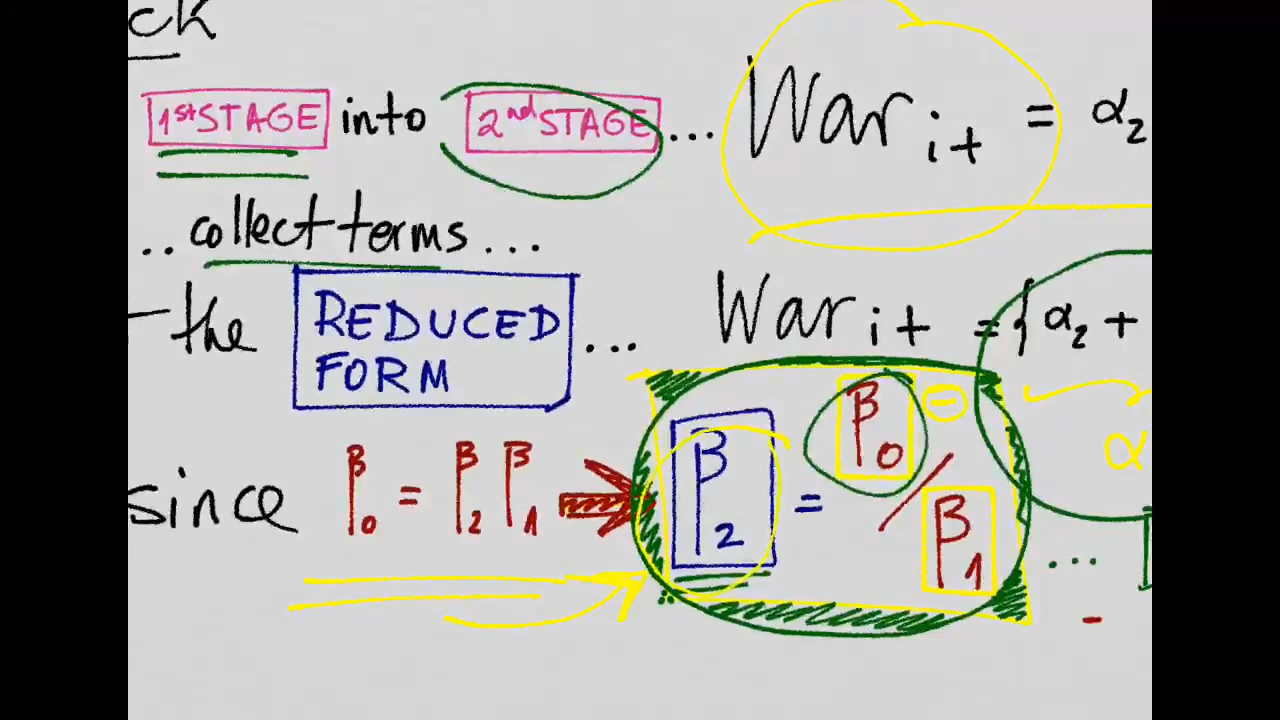 ck
1st STAGE into 2nd STAGE ... War it = α2
.. collect terms ...
the REDUCED FORM ... War it = { α2 +
α
since β0 = β2 β1 β2 = β0 / β1 ...